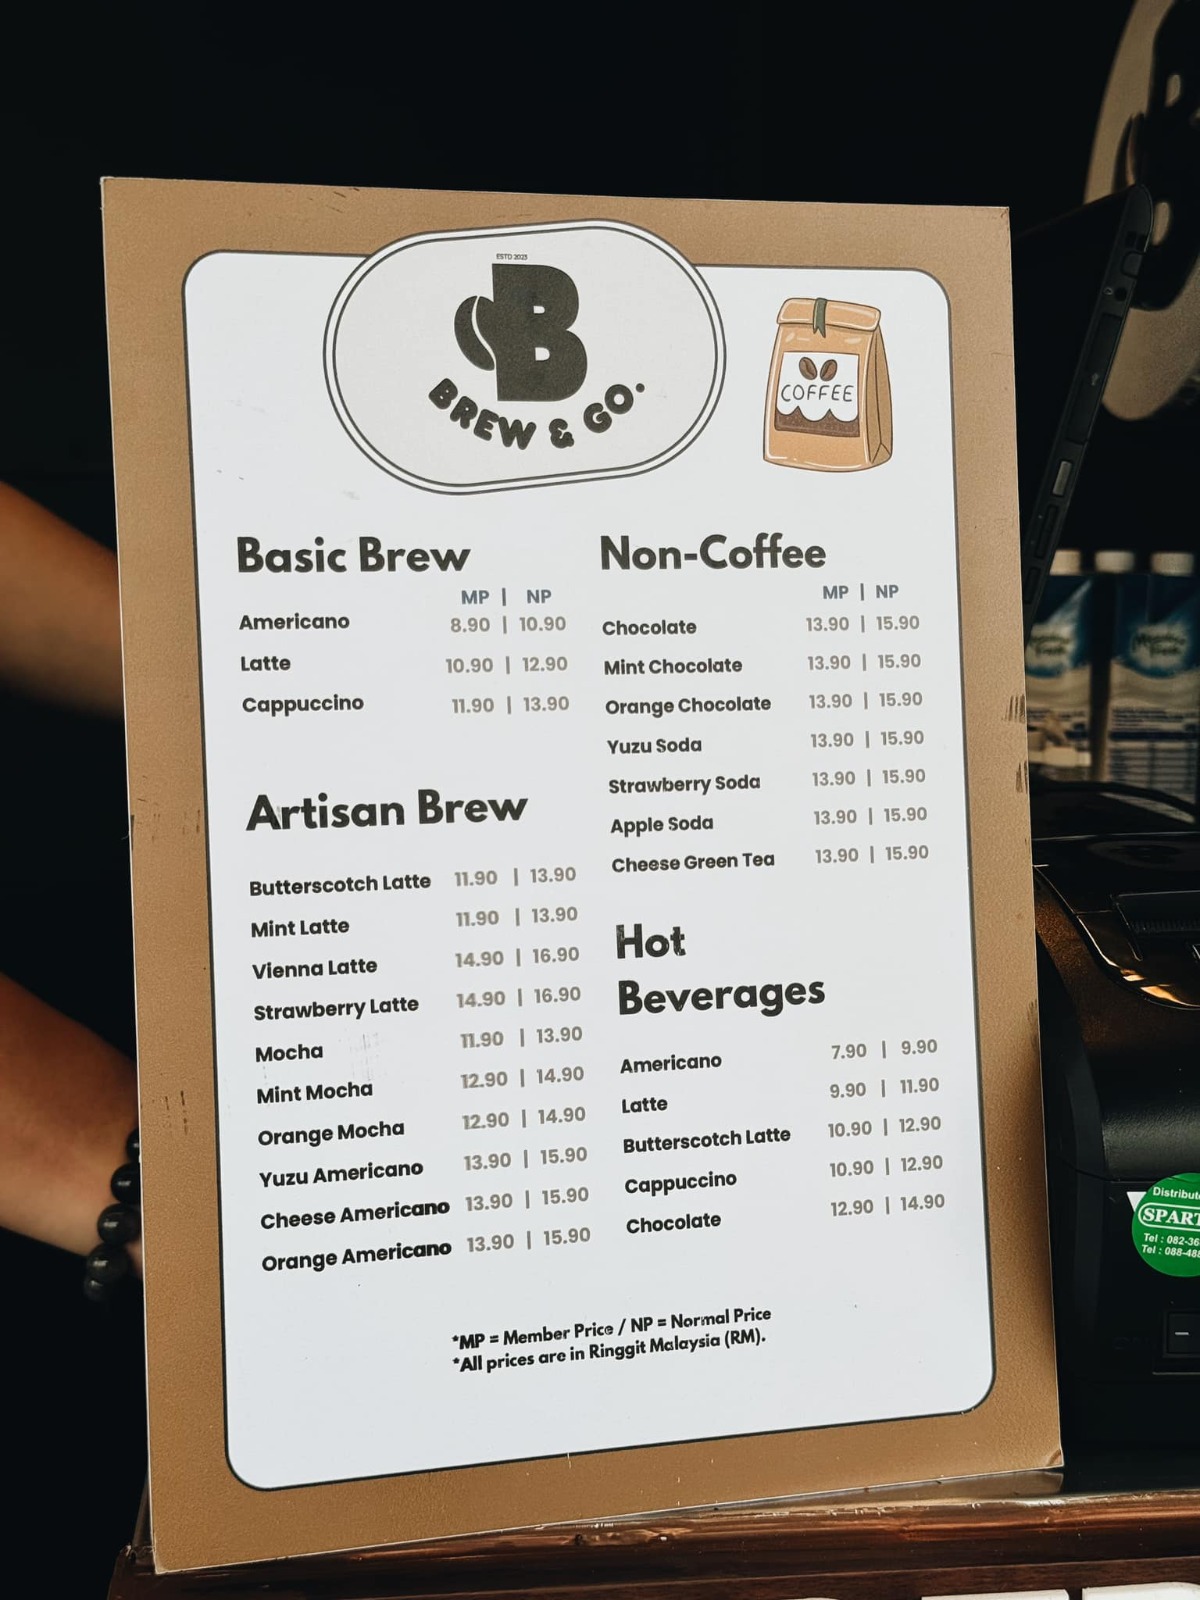 ESTD 2023
B
BREW & GO.
COFFEE
Basic Brew
MP | NP
Americano 8.90 | 10.90
Latte 10.90 | 12.90
Cappuccino 11.90 | 13.90
Artisan Brew
Butterscotch Latte 11.90 | 13.90
Mint Latte 11.90 | 13.90
Vienna Latte 14.90 | 16.90
Strawberry Latte 14.90 | 16.90
Mocha 11.90 | 13.90
Mint Mocha 12.90 | 14.90
Orange Mocha 12.90 | 14.90
Yuzu Americano 13.90 | 15.90
Cheese Americano 13.90 | 15.90
Orange Americano 13.90 | 15.90
Non-Coffee
MP | NP
Chocolate 13.90 | 15.90
Mint Chocolate 13.90 | 15.90
Orange Chocolate 13.90 | 15.90
Yuzu Soda 13.90 | 15.90
Strawberry Soda 13.90 | 15.90
Apple Soda 13.90 | 15.90
Cheese Green Tea 13.90 | 15.90
Hot
Beverages
Americano 7.90 | 9.90
Latte 9.90 | 11.90
Butterscotch Latte 10.90 | 12.90
Cappuccino 10.90 | 12.90
Chocolate 12.90 | 14.90
*MP = Member Price / NP = Normal Price
*All prices are in Ringgit Malaysia (RM).
Distribute
SPART
Tel : 082-36
Tel : 088-48